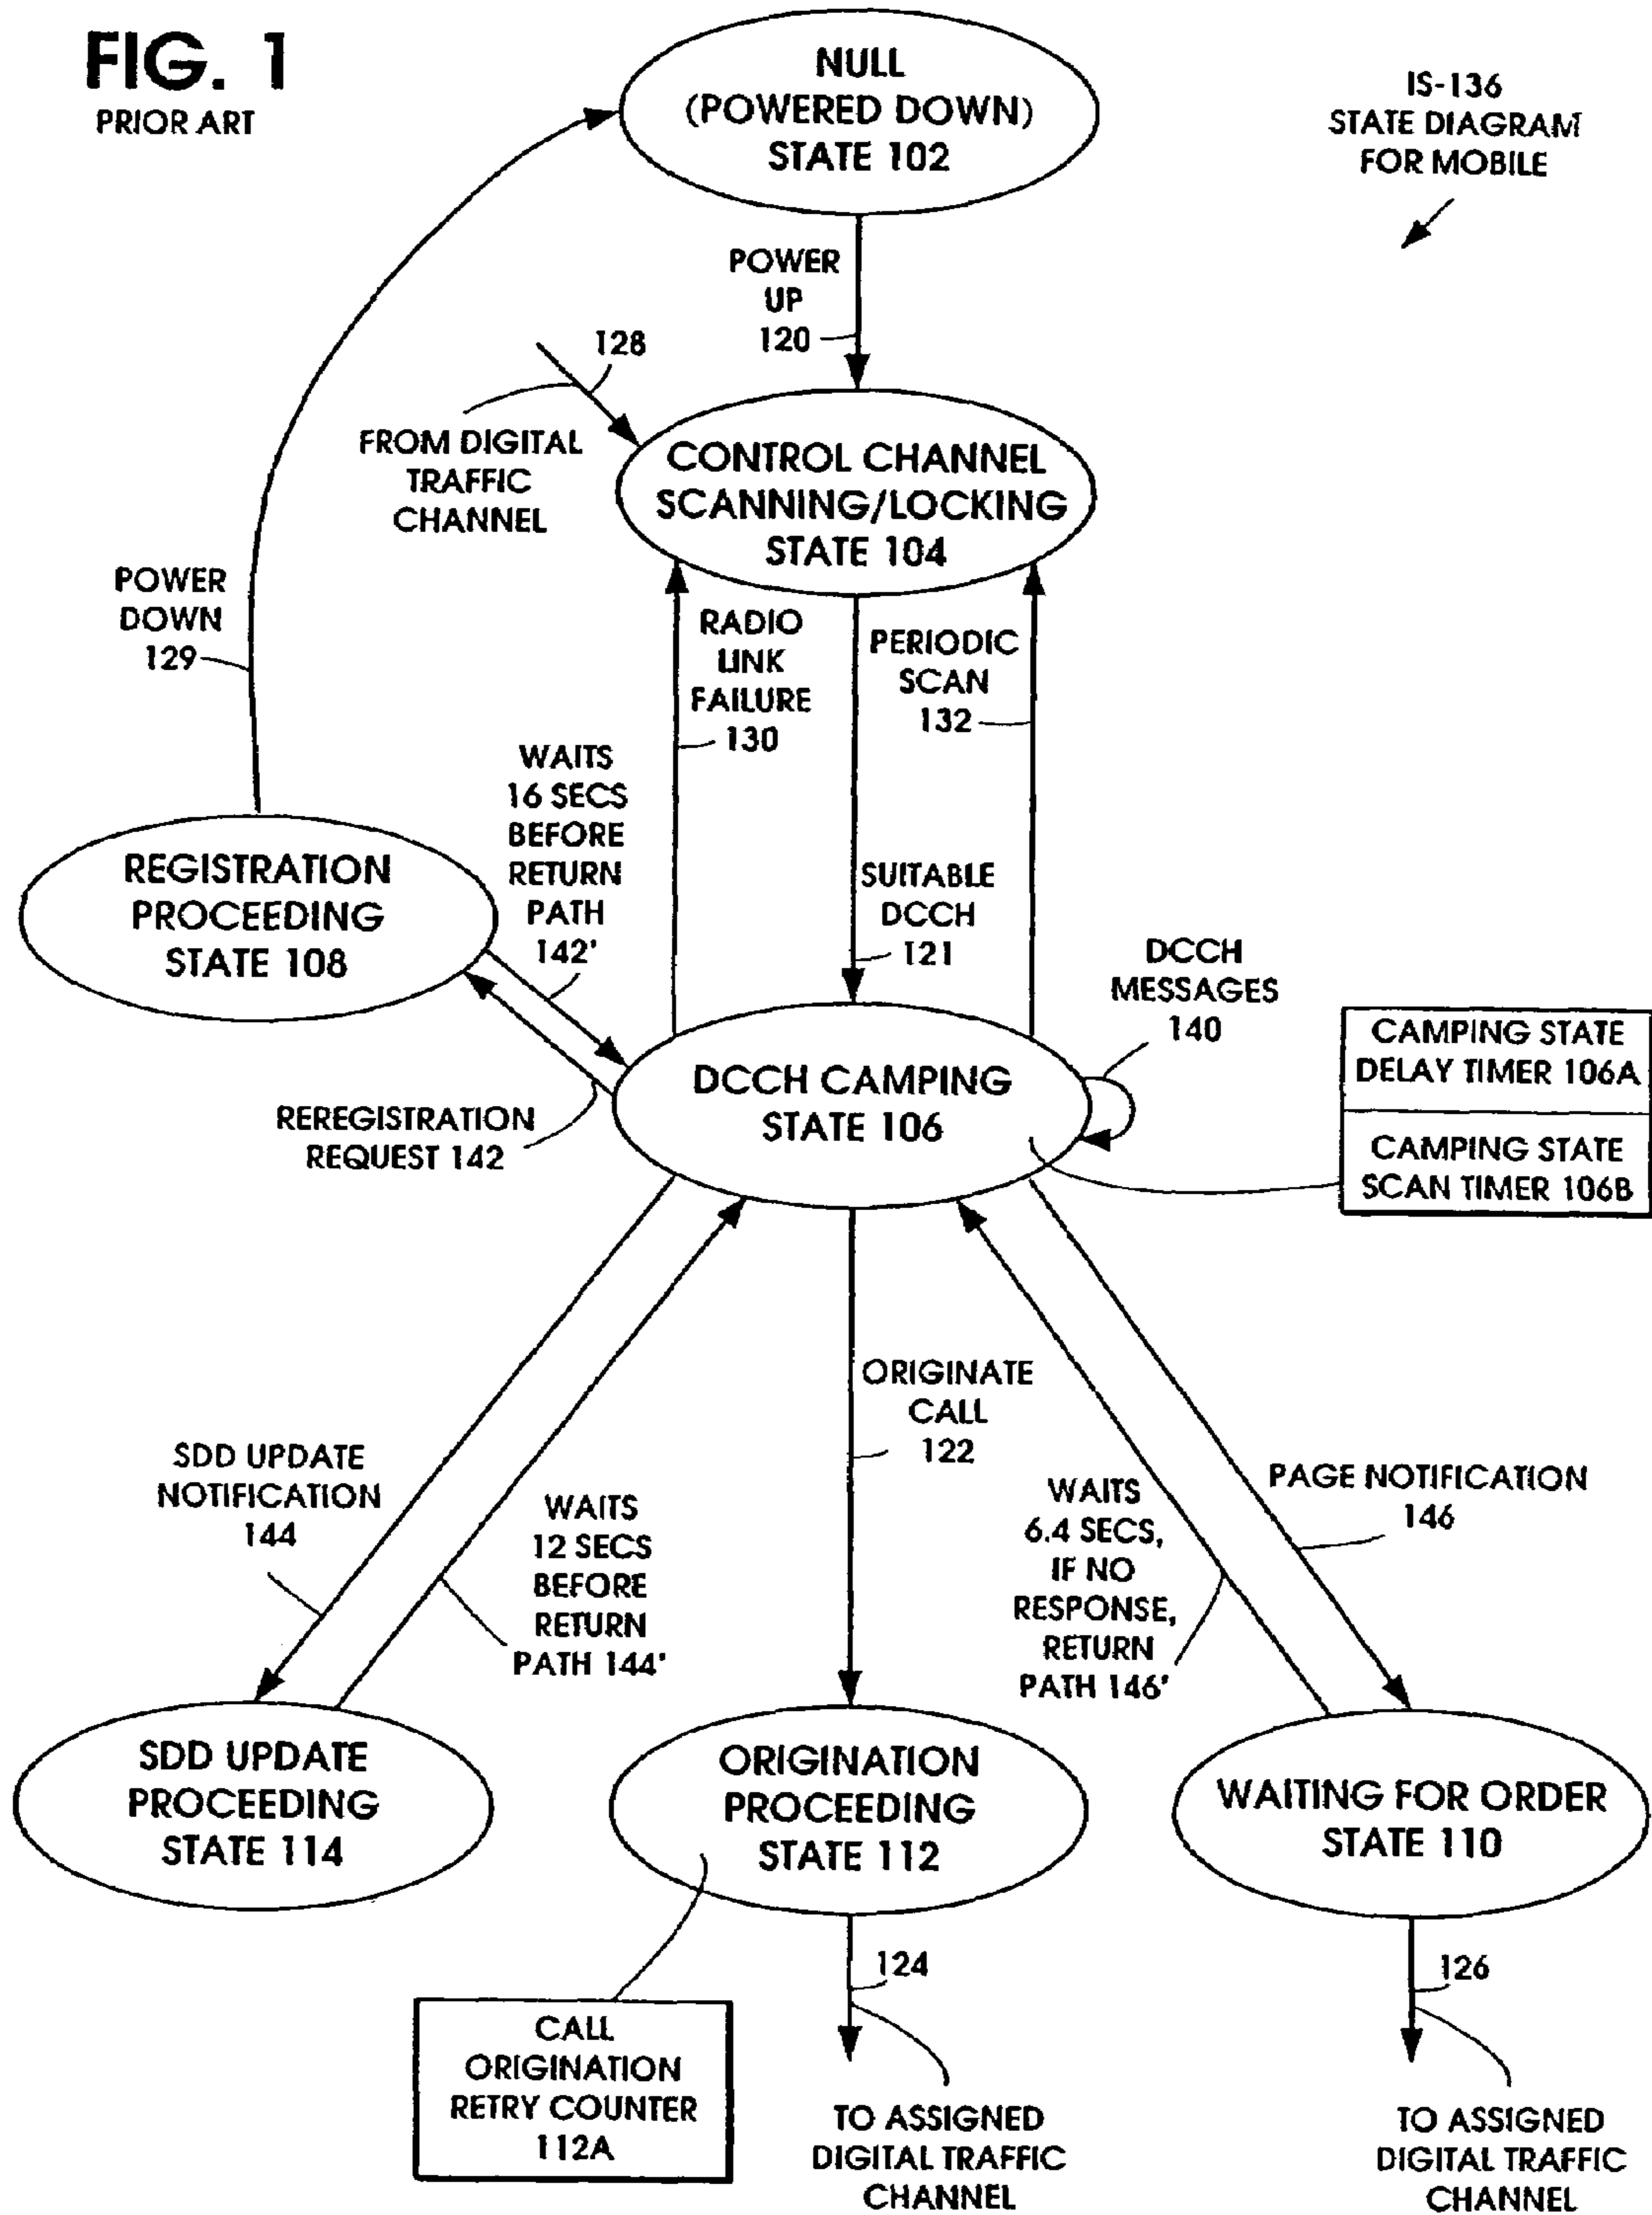 FIG. 1
PRIOR ART
NULL
(POWERED DOWN)
STATE 102
IS-136
STATE DIAGRAM
FOR MOBILE
POWER
UP
120
128
FROM DIGITAL
TRAFFIC
CHANNEL
CONTROL CHANNEL
SCANNING/LOCKING
STATE 104
POWER
DOWN
129
RADIO
LINK
FAILURE
130
PERIODIC
SCAN
132
WAITS
16 SECS
BEFORE
RETURN
PATH
142'
SUITABLE
DCCH
121
REGISTRATION
PROCEEDING
STATE 108
DCCH
MESSAGES
140
CAMPING STATE
DELAY TIMER 106A
CAMPING STATE
SCAN TIMER 106B
DCCH CAMPING
STATE 106
REREGISTRATION
REQUEST 142
ORIGINATE
CALL
122
SDD UPDATE
NOTIFICATION
144
WAITS
12 SECS
BEFORE
RETURN
PATH 144'
WAITS
6.4 SECS,
IF NO
RESPONSE,
RETURN
PATH 146'
PAGE NOTIFICATION
146
SDD UPDATE
PROCEEDING
STATE 114
ORIGINATION
PROCEEDING
STATE 112
WAITING FOR ORDER
STATE 110
124
126
CALL
ORIGINATION
RETRY COUNTER
112A
TO ASSIGNED
DIGITAL TRAFFIC
CHANNEL
TO ASSIGNED
DIGITAL TRAFFIC
CHANNEL